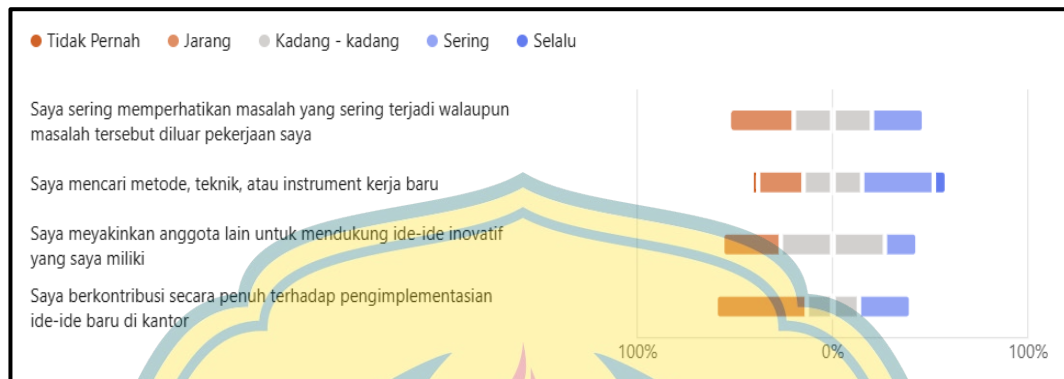 Tidak Pernah Jarang Kadang - kadang Sering Selalu
Saya sering memperhatikan masalah yang sering terjadi walaupun
masalah tersebut diluar pekerjaan saya
Saya mencari metode, teknik, atau instrument kerja baru
Saya meyakinkan anggota lain untuk mendukung ide-ide inovatif
yang saya miliki
Saya berkontribusi secara penuh terhadap pengimplementasian
ide-ide baru di kantor
100% 0% 100%